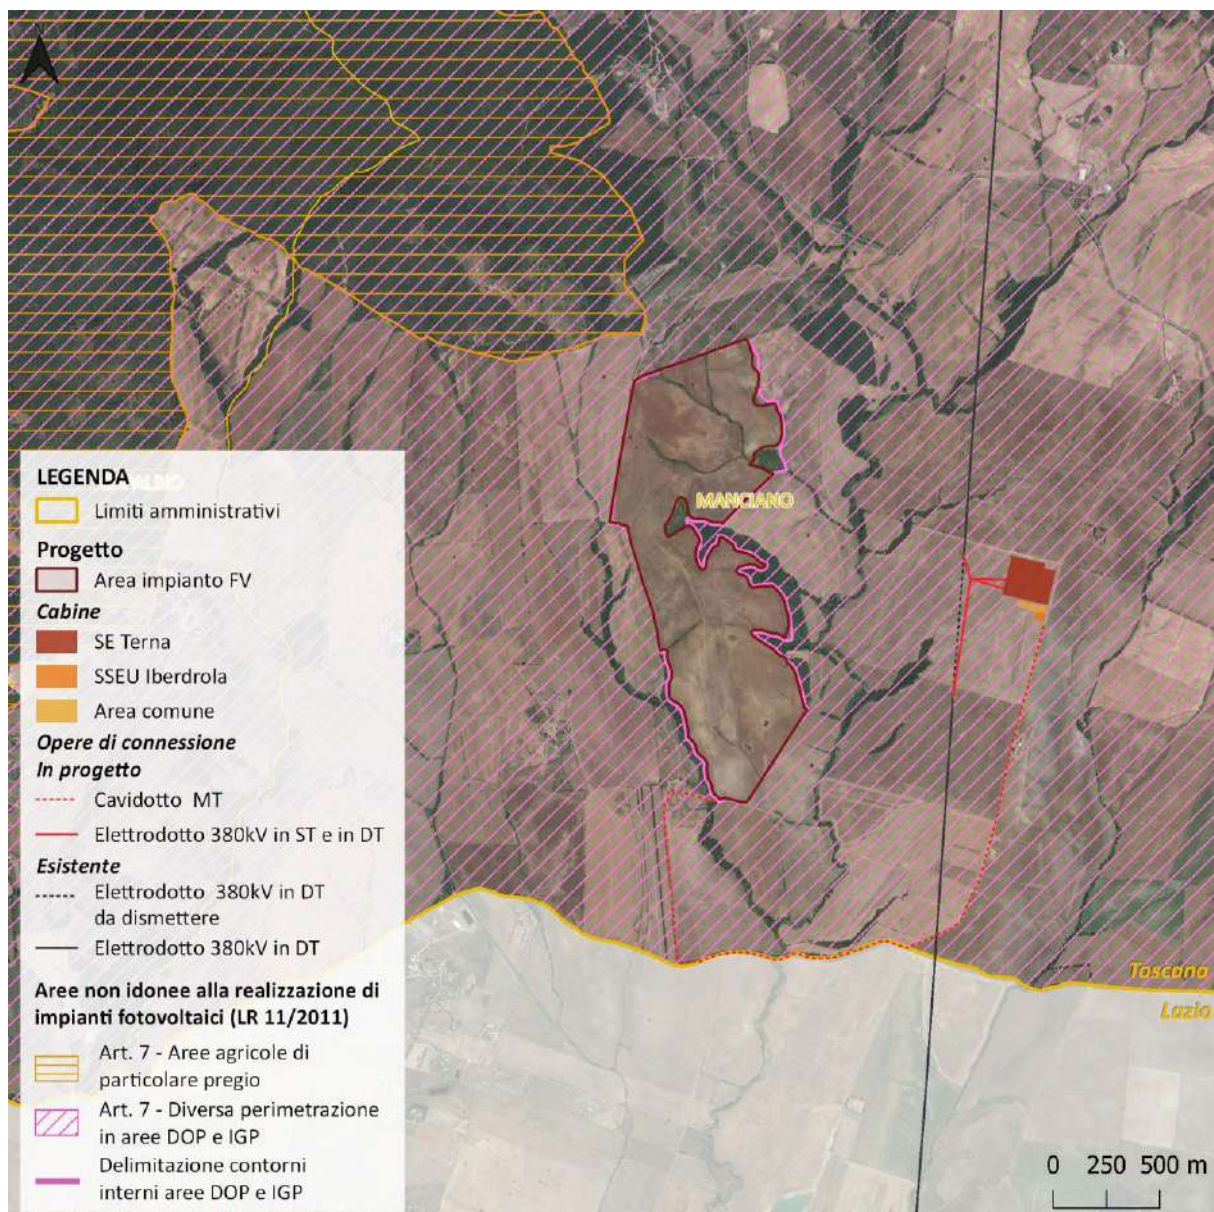 MANCIANO
Toscana
Lazio
LEGENDA
Limiti amministrativi
Progetto
Area impianto FV
Cabine
SE Terna
SSEU Iberdrola
Area comune
Opere di connessione
In progetto
Cavidotto MT
Elettrodotto 380kV in ST e in DT
Esistente
Elettrodotto 380kV in DT
da dismettere
Elettrodotto 380kV in DT
Aree non idonee alla realizzazione di
impianti fotovoltaici (LR 11/2011)
Art. 7 - Aree agricole di
particolare pregio
Art. 7 - Diversa perimetrazione
in aree DOP e IGP
Delimitazione contorni
interni aree DOP e IGP
0 250 500 m